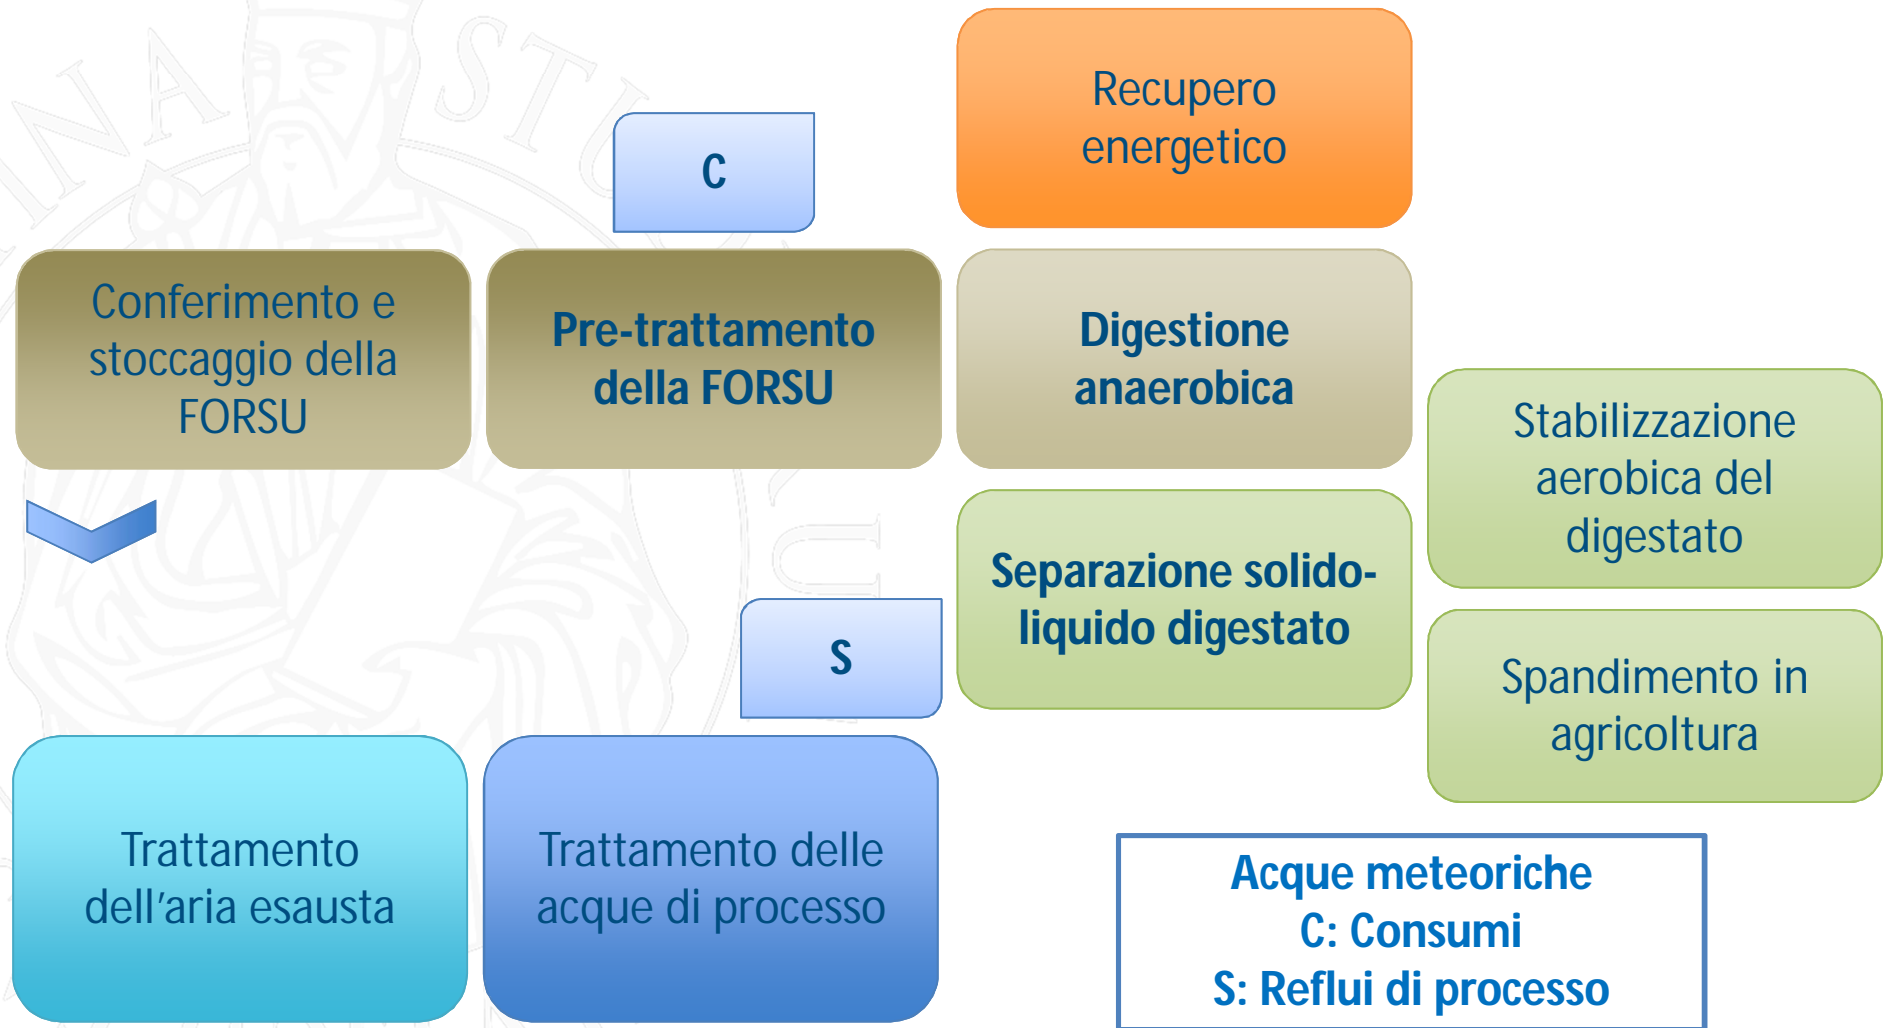 Recupero
energetico
C
Conferimento e
stoccaggio della
FORSU
Pre-trattamento
della FORSU
Digestione
anaerobica
Stabilizzazione
aerobica del
digestato
Separazione solido-
liquido digestato
S
Spandimento in
agricoltura
Trattamento
dell’aria esausta
Trattamento delle
acque di processo
Acque meteoriche
C: Consumi
S: Reflui di processo